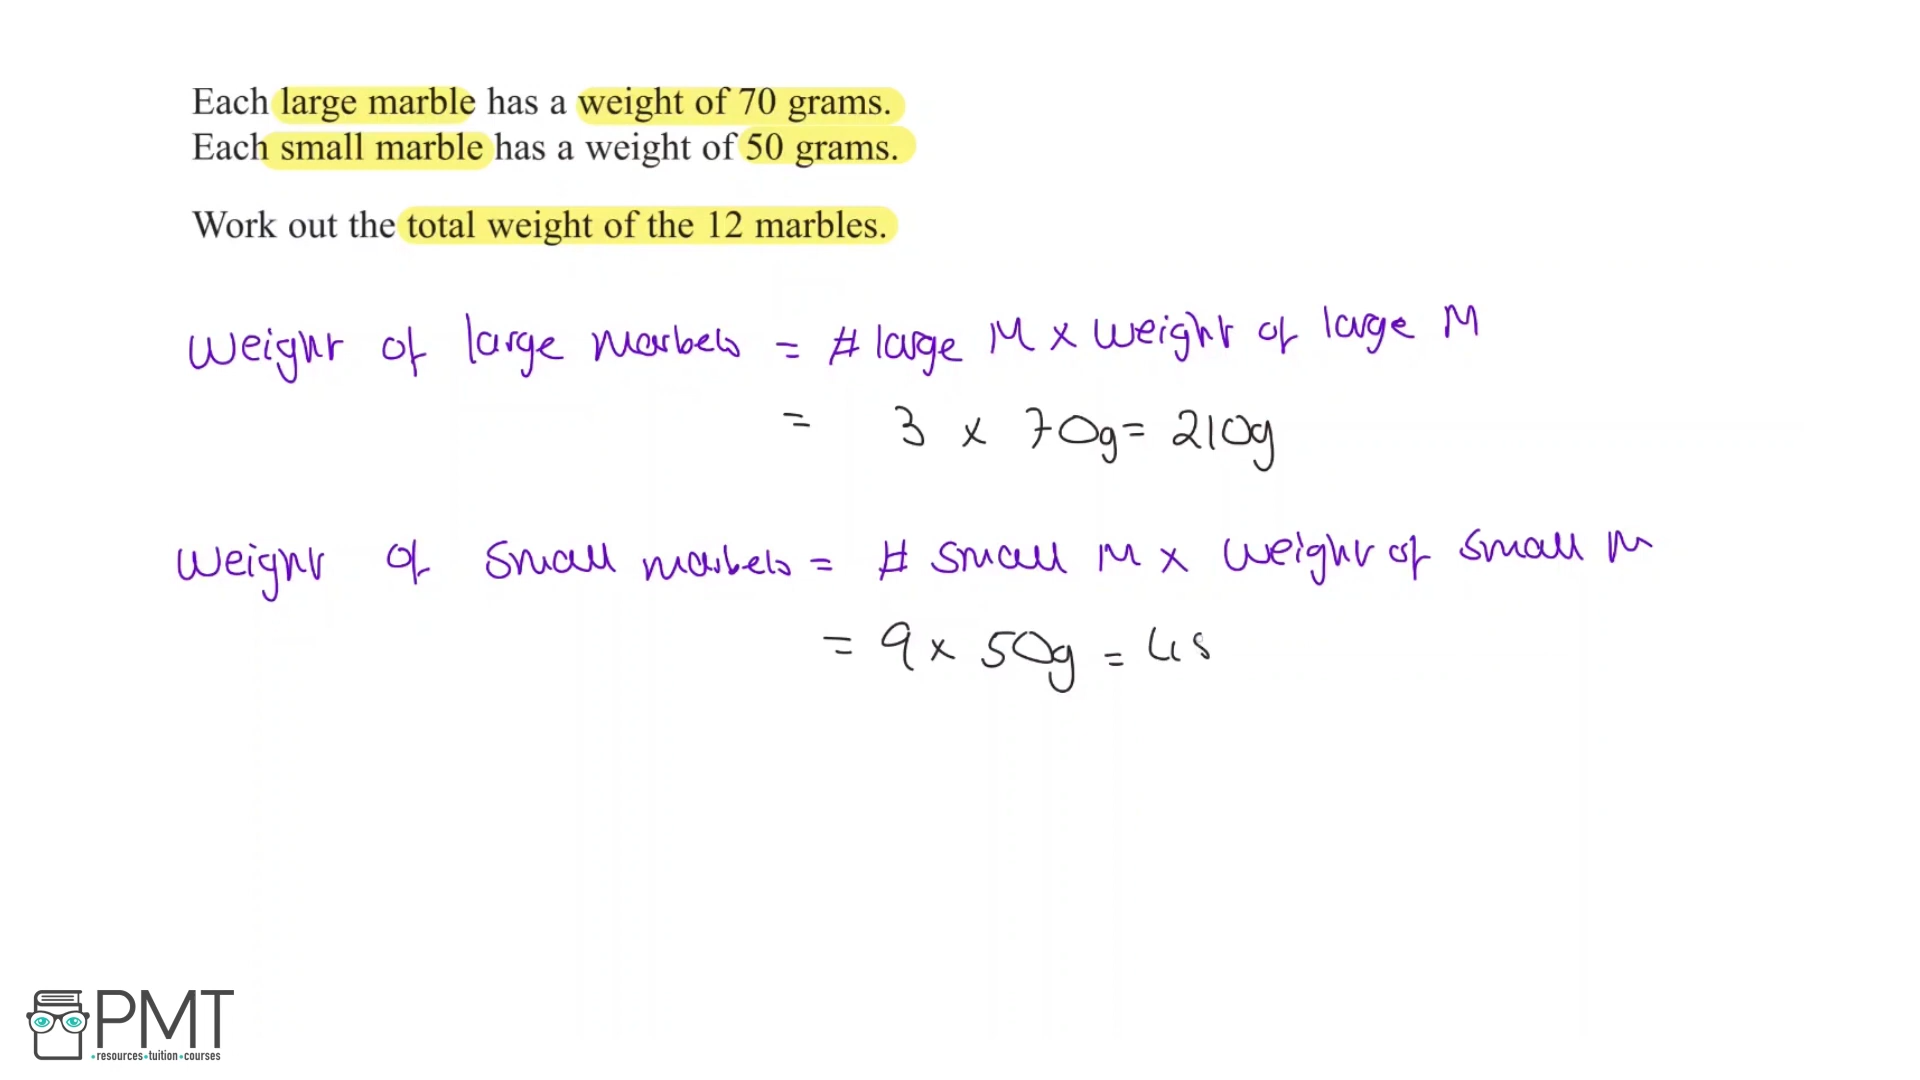 Each large marble has a weight of 70 grams.
Each small marble has a weight of 50 grams.
Work out the total weight of the 12 marbles.
Weight of large marbels = # large M x weight of large M
= 3 x 70g = 210g
Weight of small marbels = # small M x weight of small M
= 9 x 50g = 45
PMT
•resources•tuition•courses